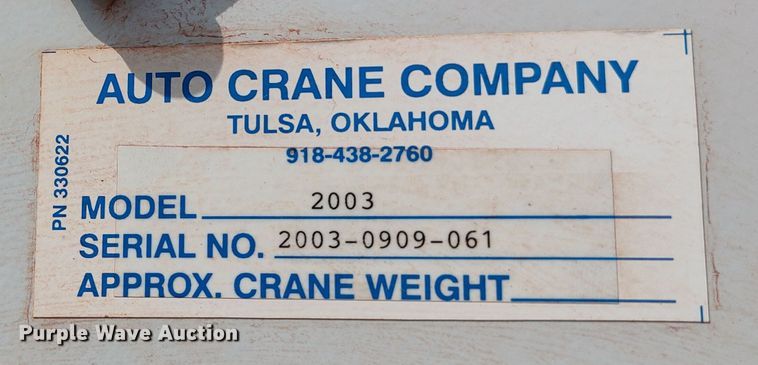 AUTO CRANE COMPANY
TULSA, OKLAHOMA
918-438-2760
PN 330622
MODEL 2003
SERIAL NO. 2003-0909-061
APPROX. CRANE WEIGHT
Purple Wave Auction